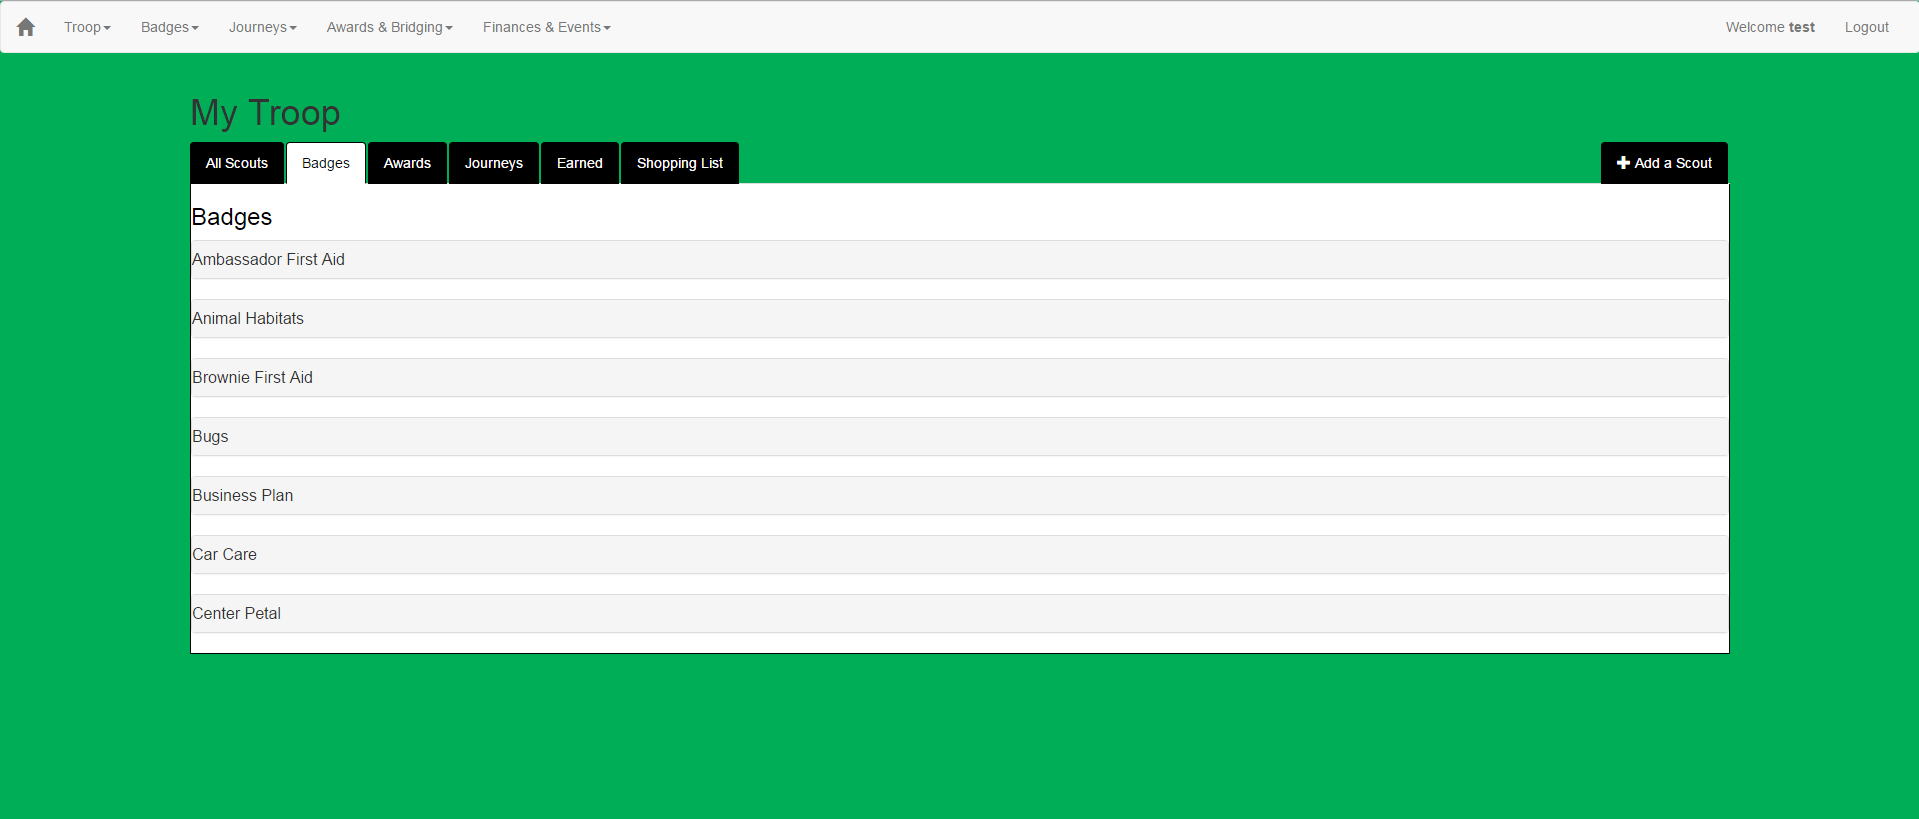 Troop Badges Journeys Awards & Bridging Finances & Events Welcome test Logout
My Troop
All Scouts Badges Awards Journeys Earned Shopping List Add a Scout
Badges
Ambassador First Aid
Animal Habitats
Brownie First Aid
Bugs
Business Plan
Car Care
Center Petal